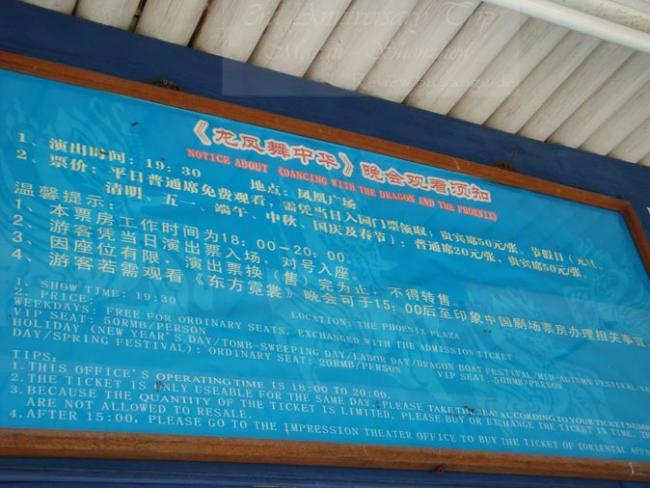 3rd Anniversary Trip
《龙凤舞中华》晚会观看须知
NOTICE ABOUT 《DANCING WITH THE DRAGON AND THE PHOENIX》
1、演出时间：19：30 地点：凤凰广场
2、票价：平日普通席免费观看，需凭当日入园门票领取；贵宾席50元/张。节假日（元旦、
清明、五一、端午、中秋、国庆及春节）：普通席20元/张，贵宾席50元/张。
温馨提示：
1、本票房工作时间为18：00-20：00。
2、游客凭当日演出票入场，对号入座。
3、因座位有限，演出票换（售）完为止，不得转售。
4、游客若需观看《东方霓裳》晚会可于15：00后至印象中国剧场票房办理相关事宜
1. SHOW TIME: 19:30 LOCATION: THE PHOENIX PLAZA
2. PRICE:
WEEKDAYS: FREE FOR ORDINARY SEATS, EXCHANGED WITH THE ADMISSION TICKET
VIP SEAT: 50RMB/PERSON
HOLIDAY (NEW YEAR'S DAY/TOMB-SWEEPING DAY/LABOR DAY/DRAGON BOAT FESTIVAL/MID-AUTUMN FESTIVAL/NA
DAY/SPRING FESTIVAL): ORDINARY SEAT: 20RMB/PERSON VIP SEAT: 50RMB/PERSON
TIPS:
1. THIS OFFICE'S OPERATING TIME IS 18:00 TO 20:00.
2. THE TICKET IS ONLY USEABLE FOR THE SAME DAY, PLEASE TAKE THE SEAT ACCORDING TO YOUR TICKET NUMBER
3. BECAUSE THE QUANTITY OF THE TICKET IS LIMITED, PLEASE BUY OR EXCHANGE THE TICKET IN TIME. TH
ARE NOT ALLOWED TO RESALE.
4. AFTER 15:00, PLEASE GO TO THE IMPRESSION THEATER OFFICE TO BUY THE TICKET OF 《ORIENTAL APPA